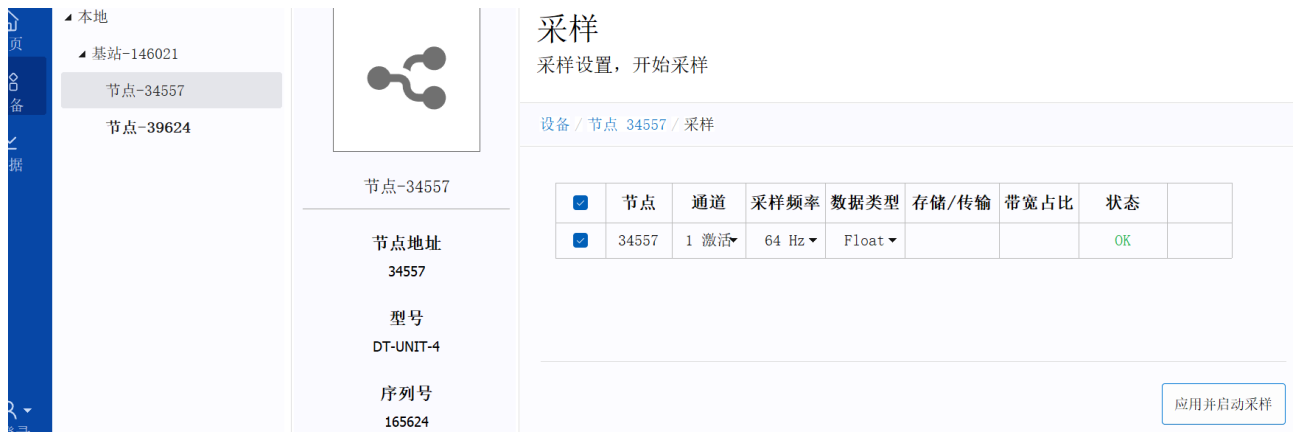 页
备
据
本地
基站-146021
节点-34557
节点-39624
节点-34557
节点地址
34557
型号
DT-UNIT-4
序列号
165624
采样
采样设置，开始采样
设备 / 节点 34557 / 采样
节点 通道 采样频率 数据类型 存储/传输 带宽占比 状态
34557 1 激活 64 Hz Float OK
应用并启动采样